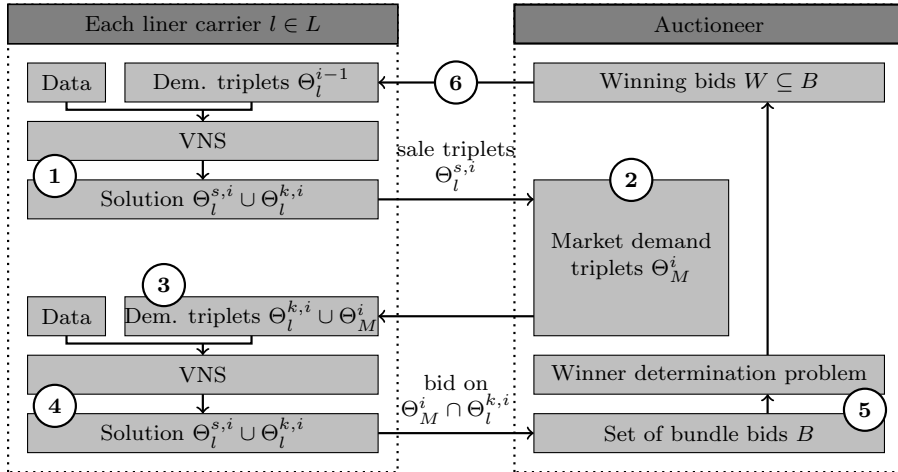 Each liner carrier l ∈ L
Auctioneer
Data
Dem. triplets Θ_l^{i−1}
6
Winning bids W ⊆ B
VNS
sale triplets
Θ_l^{s,i}
1
Solution Θ_l^{s,i} ∪ Θ_l^{k,i}
2
Market demand
triplets Θ_M^i
3
Data
Dem. triplets Θ_l^{k,i} ∪ Θ_M^i
VNS
bid on
Θ_M^i ∩ Θ_l^{k,i}
Winner determination problem
4
Solution Θ_l^{s,i} ∪ Θ_l^{k,i}
5
Set of bundle bids B